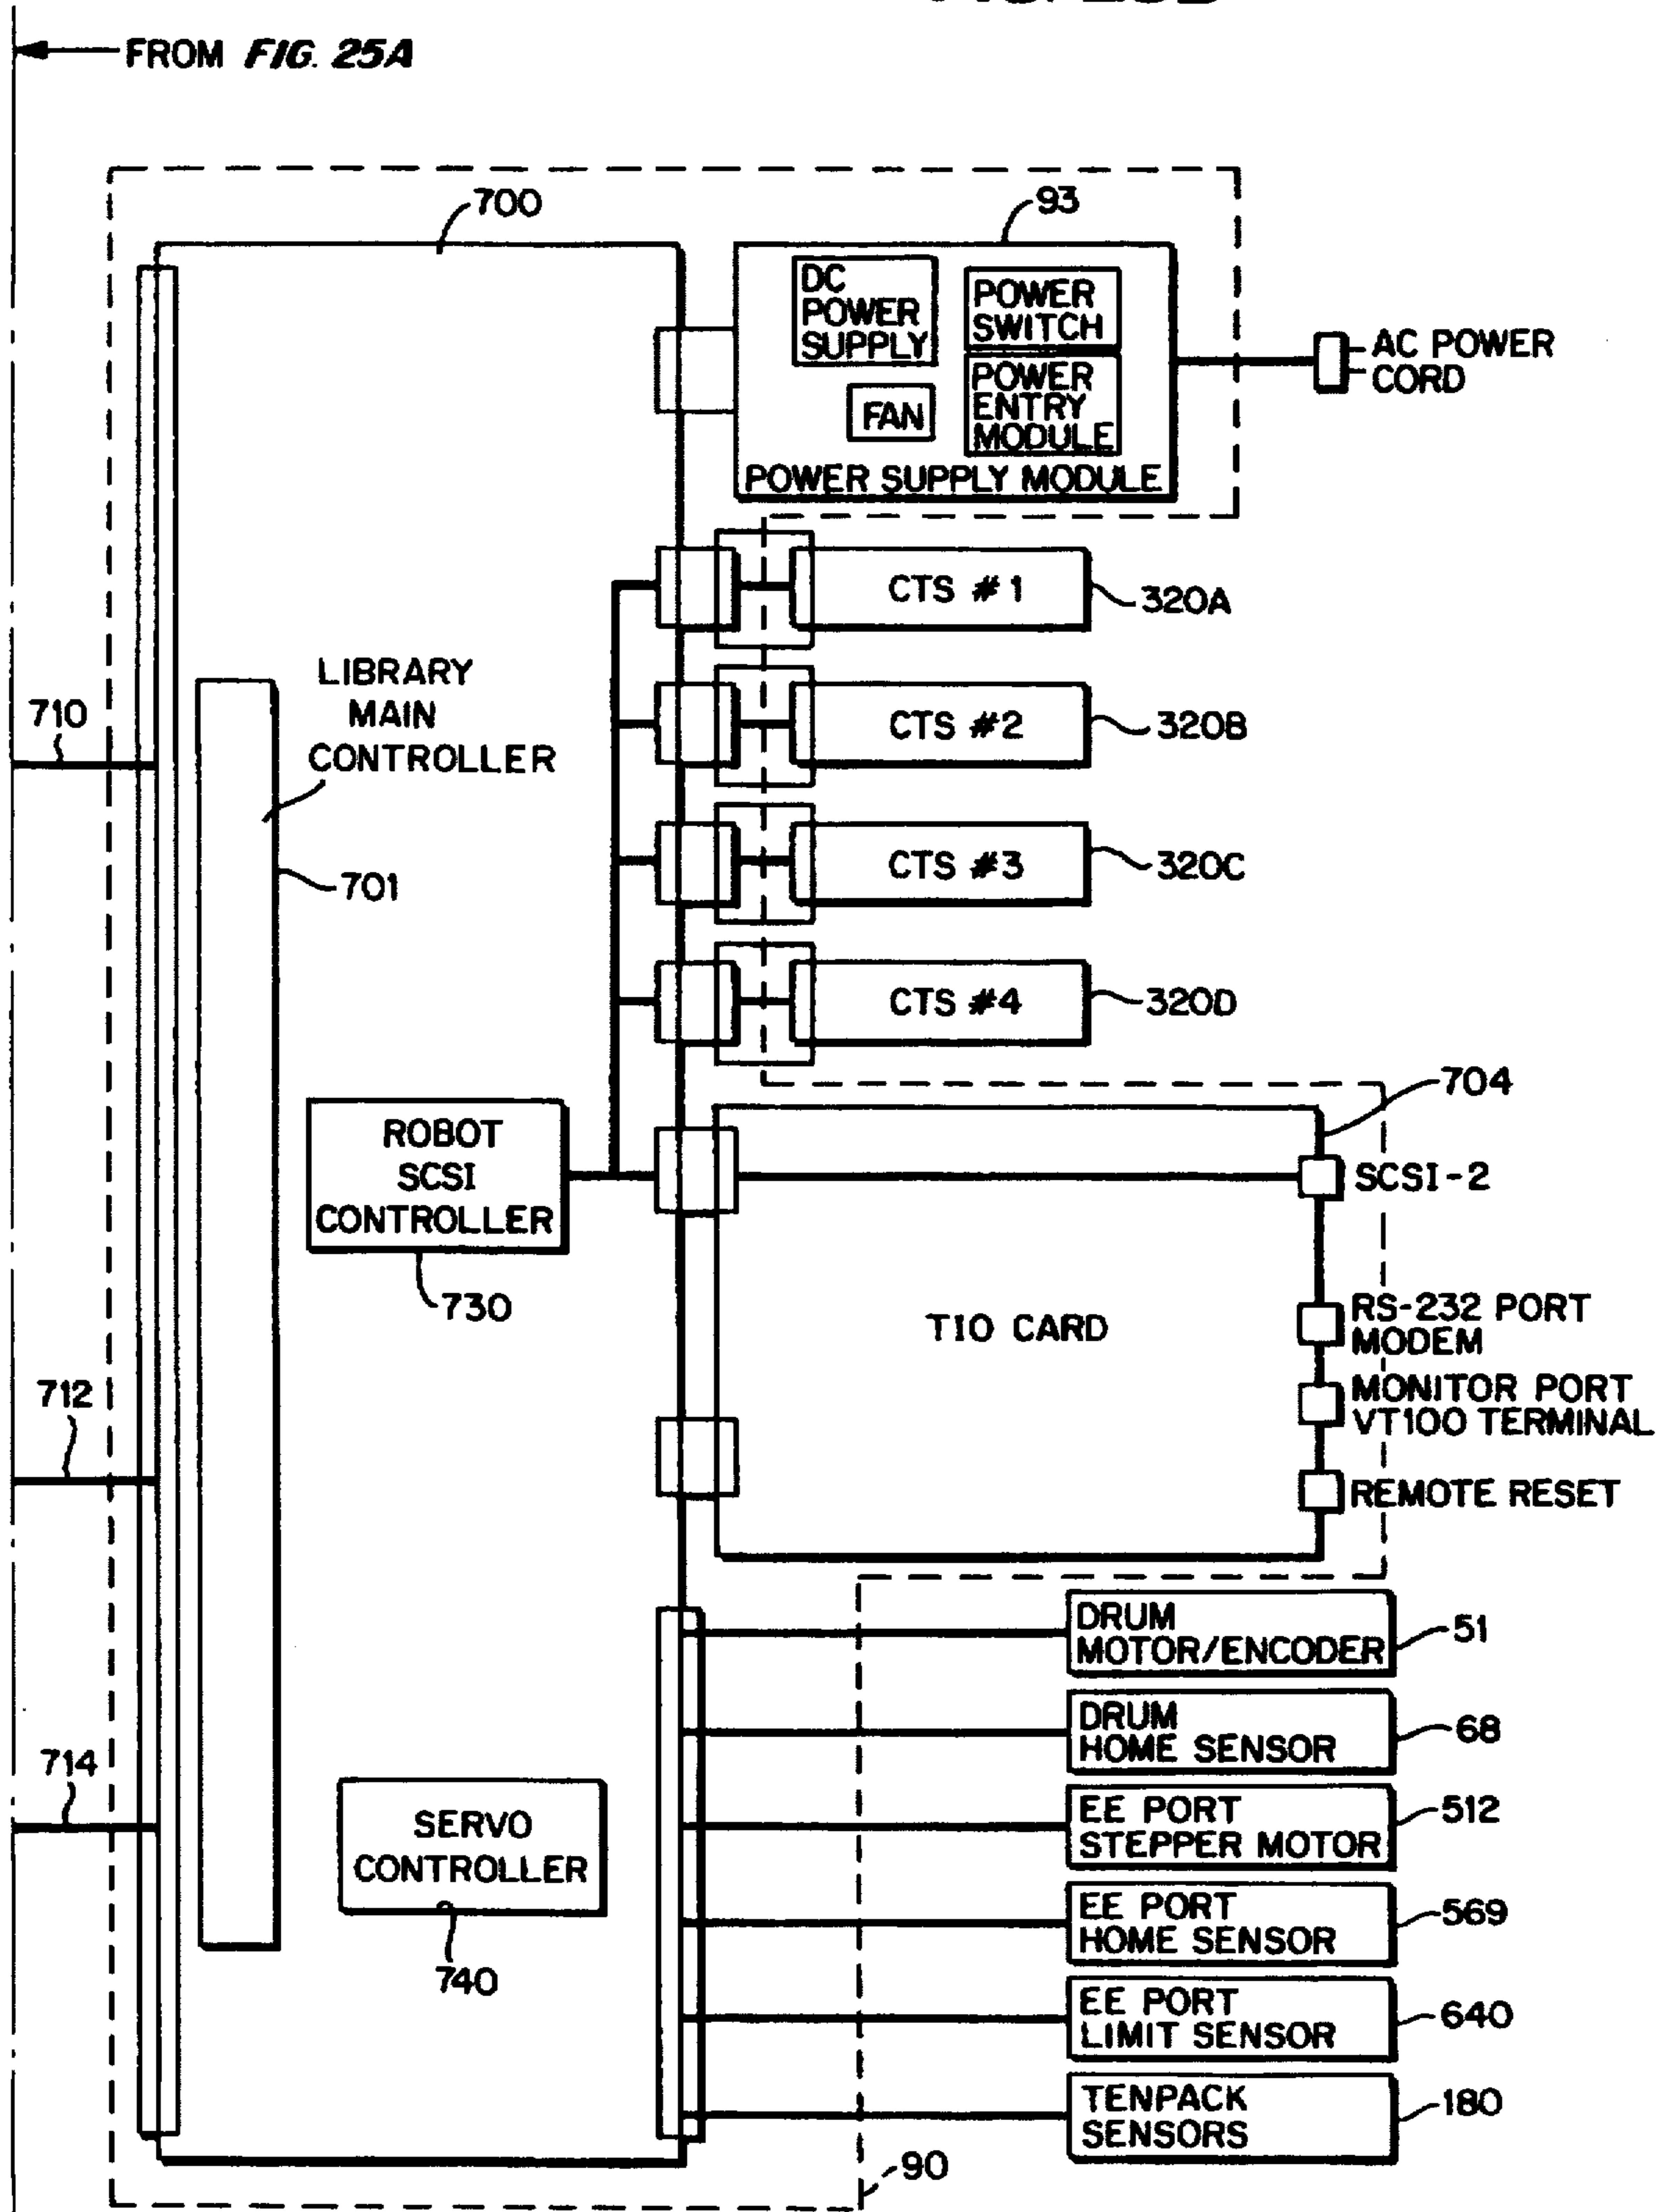 FROM FIG. 25A
700
93
DC
POWER
SUPPLY
POWER
SWITCH
POWER
ENTRY
MODULE
FAN
POWER SUPPLY MODULE
AC POWER
CORD
CTS #1
320A
LIBRARY
MAIN
CONTROLLER
710
CTS #2
320B
701
CTS #3
320C
CTS #4
320D
704
ROBOT
SCSI
CONTROLLER
730
SCSI-2
TIO CARD
RS-232 PORT
MODEM
MONITOR PORT
VT100 TERMINAL
712
REMOTE RESET
DRUM
MOTOR/ENCODER
51
DRUM
HOME SENSOR
68
714
EE PORT
STEPPER MOTOR
512
SERVO
CONTROLLER
740
EE PORT
HOME SENSOR
569
EE PORT
LIMIT SENSOR
640
TENPACK
SENSORS
180
90